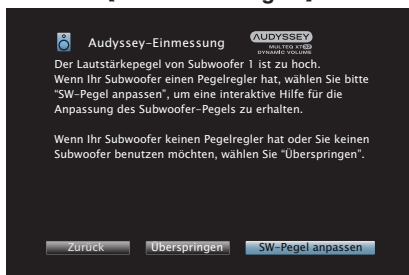 Audyssey-Einmessung
AUDYSSEY
MULTEQ XT32
DYNAMIC VOLUME
Der Lautstärkepegel von Subwoofer 1 ist zu hoch.
Wenn Ihr Subwoofer einen Pegelregler hat, wählen Sie bitte
"SW-Pegel anpassen", um eine interaktive Hilfe für die
Anpassung des Subwoofer-Pegels zu erhalten.
Wenn Ihr Subwoofer keinen Pegelregler hat oder Sie keinen
Subwoofer benutzen möchten, wählen Sie "Überspringen".
Zurück
Überspringen
SW-Pegel anpassen